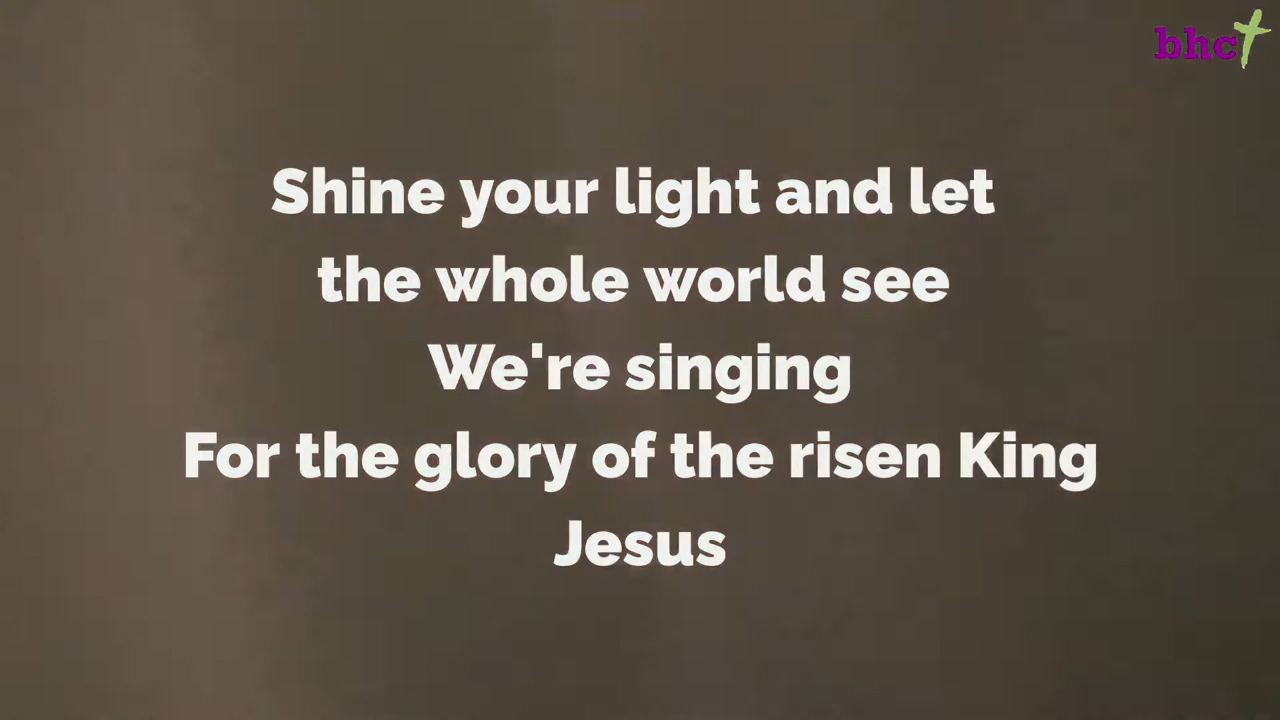 bhc
Shine your light and let
the whole world see
We're singing
For the glory of the risen King
Jesus